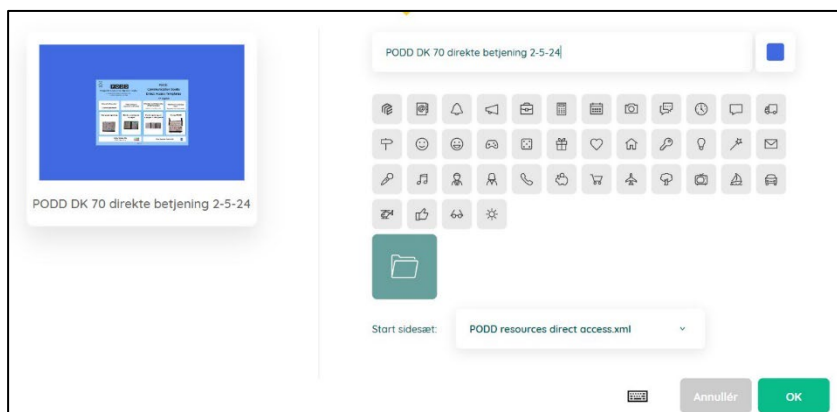 PODD DK 70 direkte betjening 2-5-24
PODD DK 70 direkte betjening 2-5-24
Start sidesæt:
PODD resources direct access.xml
Annullér
OK